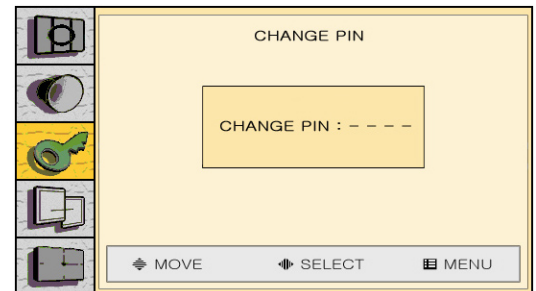 CHANGE PIN
CHANGE PIN : – – – –
MOVE SELECT MENU